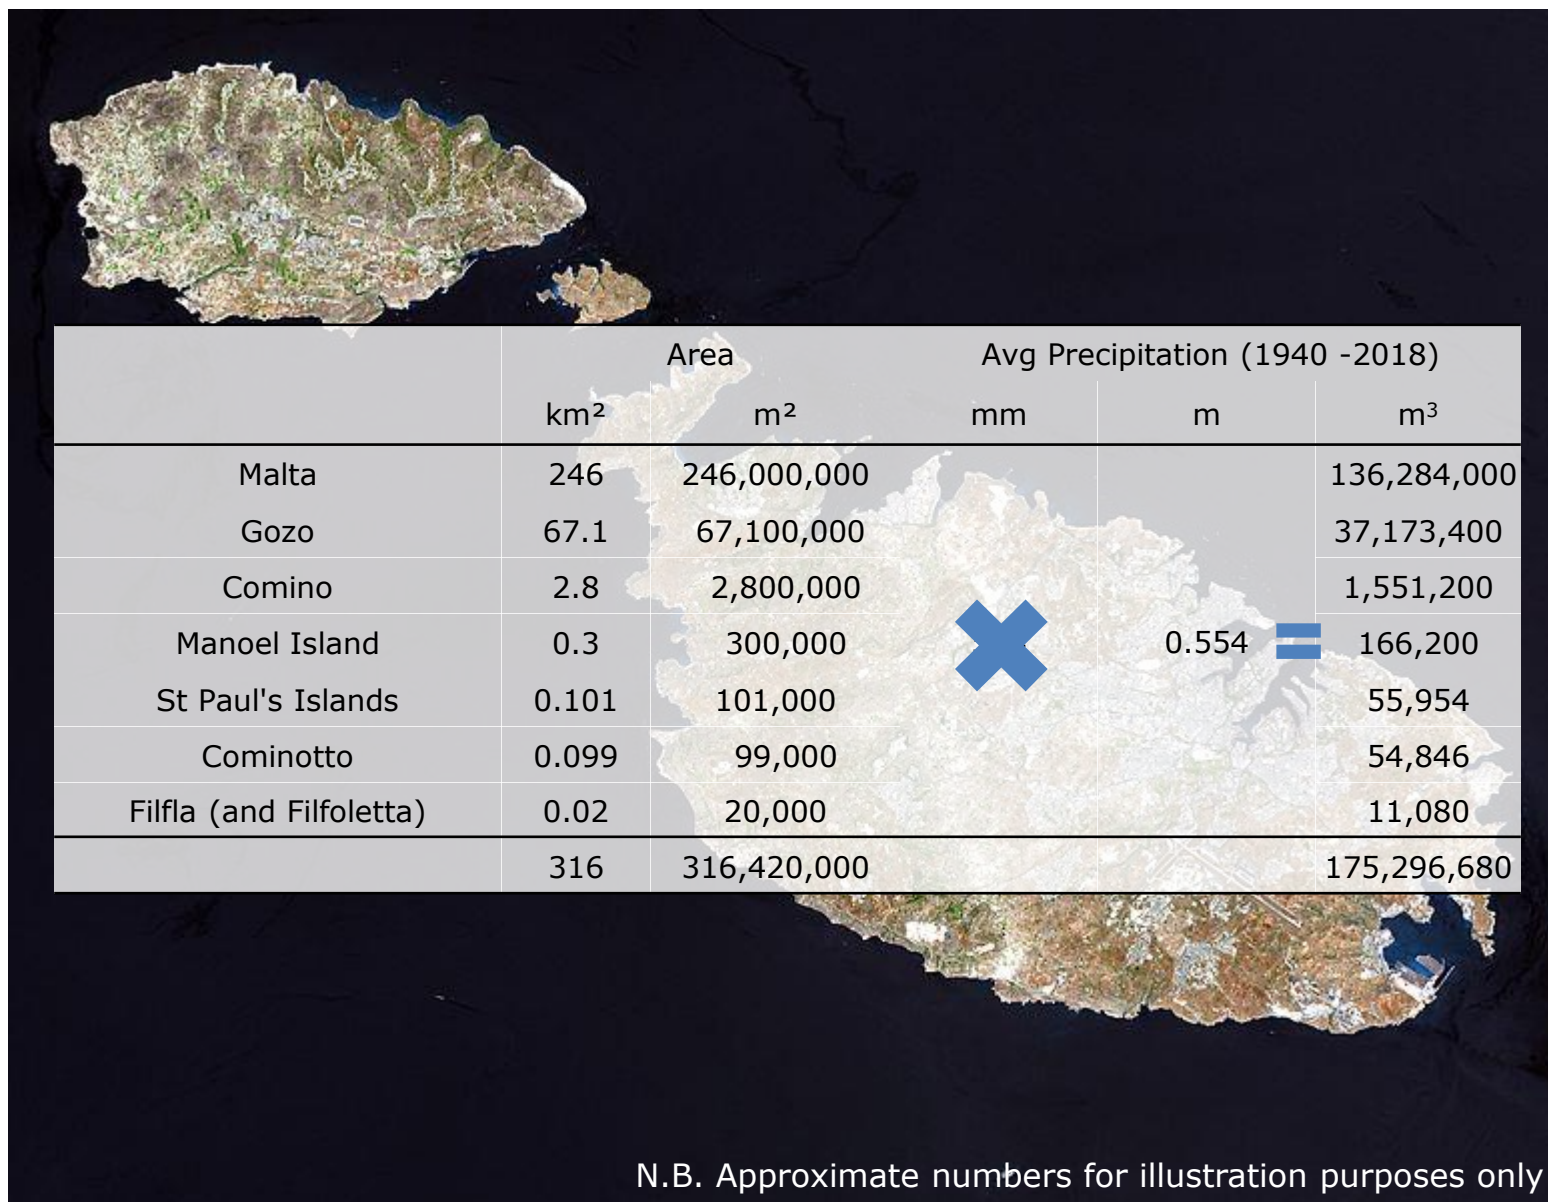 Area Avg Precipitation (1940 -2018)
km² m² mm m m³
Malta 246 246,000,000 136,284,000
Gozo 67.1 67,100,000 37,173,400
Comino 2.8 2,800,000 1,551,200
Manoel Island 0.3 300,000 0.554 = 166,200
St Paul's Islands 0.101 101,000 55,954
Cominotto 0.099 99,000 54,846
Filfla (and Filfoletta) 0.02 20,000 11,080
316 316,420,000 175,296,680
N.B. Approximate numbers for illustration purposes only